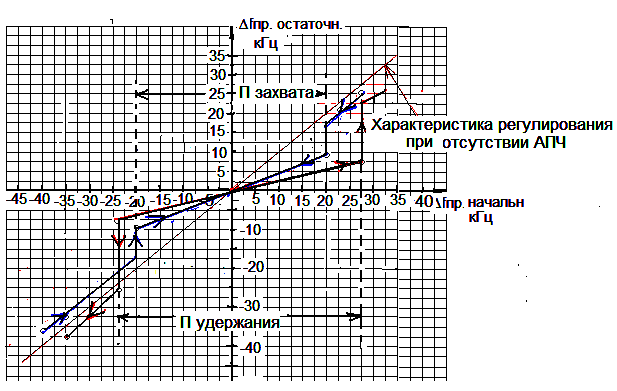 Δfпр. остаточн.
кГц
35
30
25
20
15
10
5
П захвата
Характеристика регулирования
при отсутствии АПЧ
-45 -40 -35 -30 -25 -20 -15 -10 -5
5 10 15 20 25 30 35 40
Δfпр. начальн
кГц
-10
-20
-30
П удержания
-40